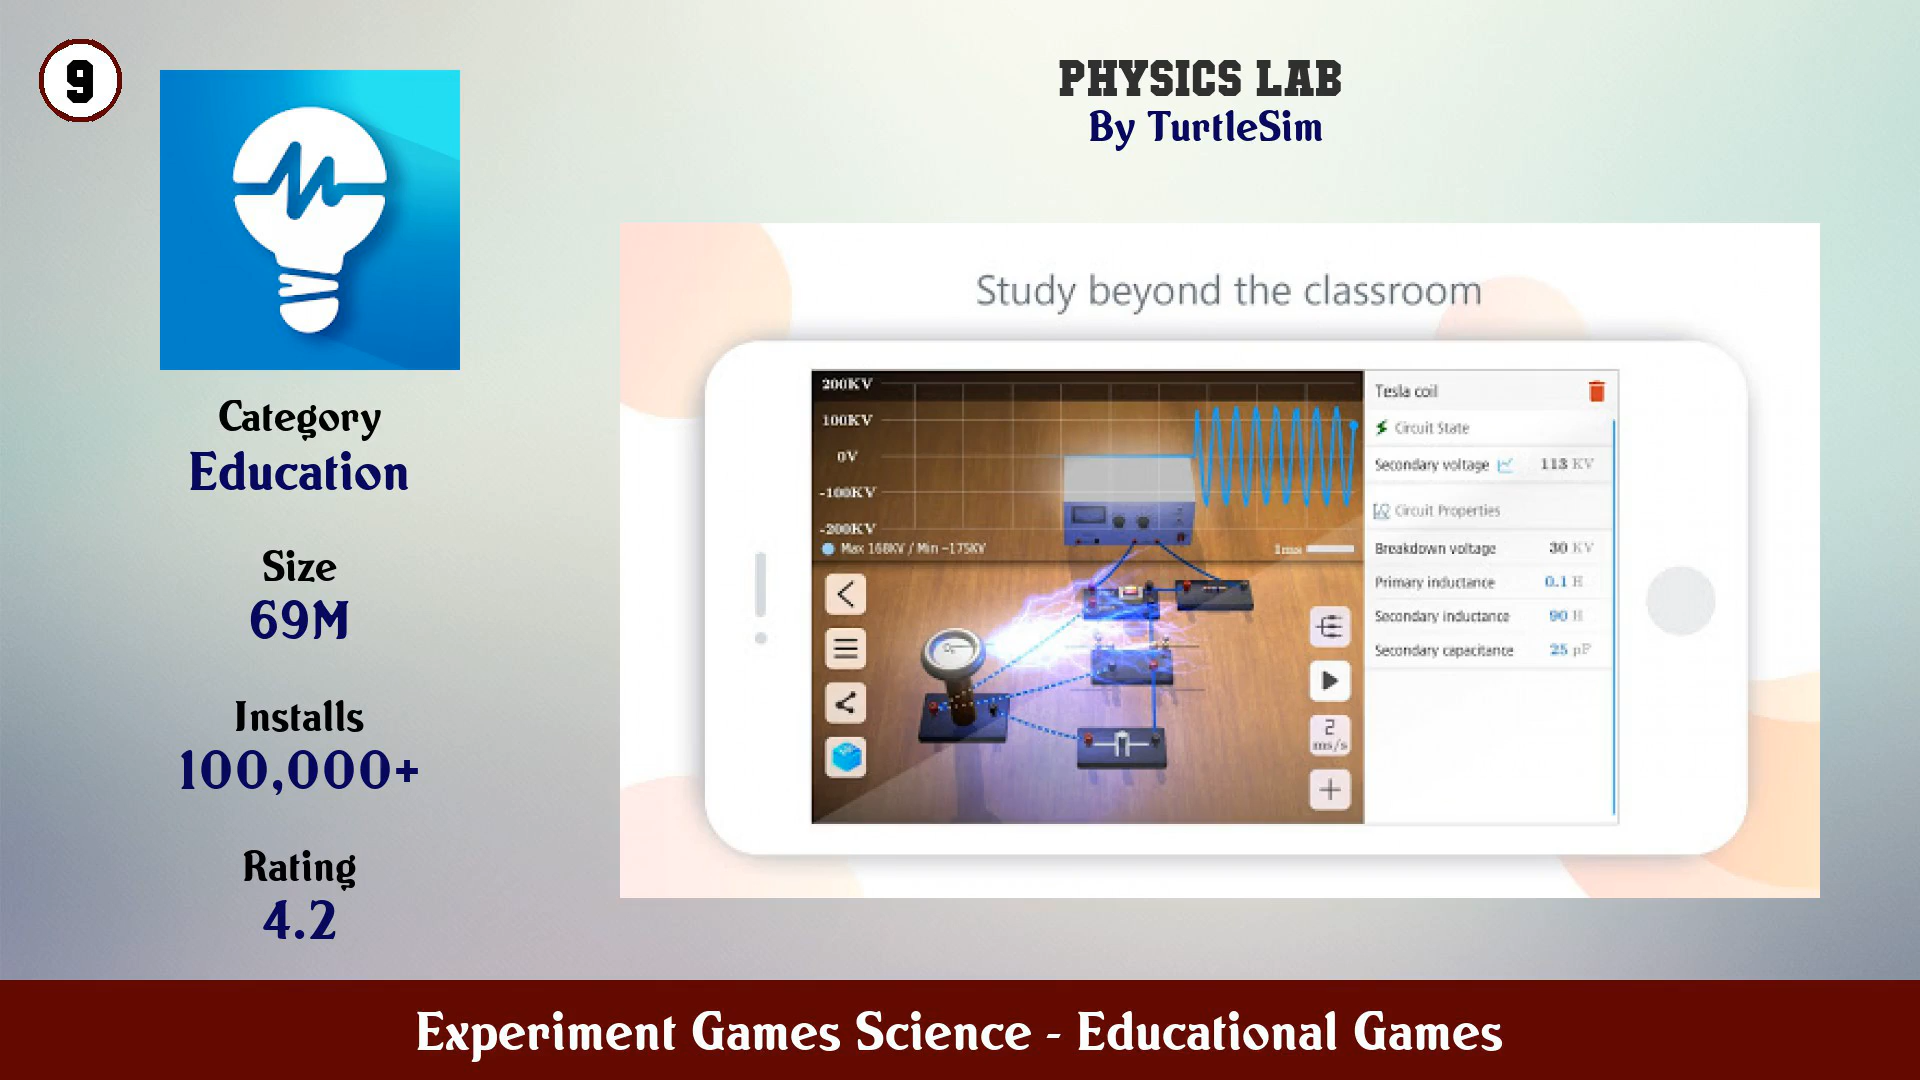 9
PHYSICS LAB
By TurtleSim
Category
Education
Size
69M
Installs
100,000+
Rating
4.2
Study beyond the classroom
200KV
100KV
0V
-100KV
-200KV
Max 168KV / Min -175KV
1ms
2
ms/s
Tesla coil
Circuit State
Secondary voltage 113 KV
Circuit Properties
Breakdown voltage 30 KV
Primary inductance 0.1 H
Secondary inductance 90 H
Secondary capacitance 25 pF
Experiment Games Science - Educational Games